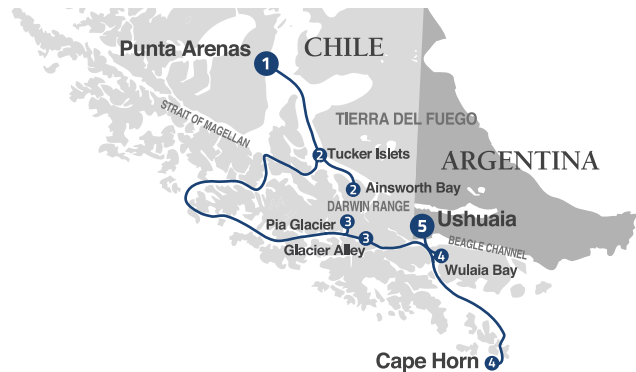 Punta Arenas
1
CHILE
STRAIT OF MAGELLAN
TIERRA DEL FUEGO
2
Tucker Islets
ARGENTINA
2
Ainsworth Bay
DARWIN RANGE
Pia Glacier
3
5
Ushuaia
Glacier Alley
3
BEAGLE CHANNEL
4
Wulaia Bay
Cape Horn
4